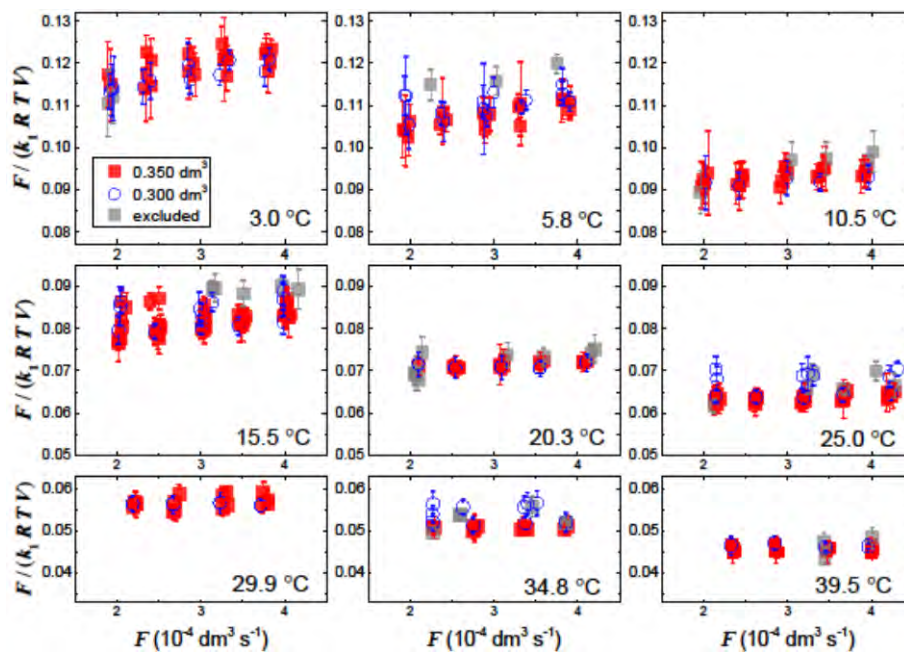 F / (k₁ RTV)
0.13
0.12
0.11
0.10
0.09
0.08
0.350 dm³
0.300 dm³
excluded
3.0 °C
2 3 4
0.13
0.12
0.11
0.10
0.09
0.08
5.8 °C
2 3 4
0.13
0.12
0.11
0.10
0.09
0.08
10.5 °C
2 3 4
F / (k₁ RTV)
0.09
0.08
0.07
0.06
0.05
15.5 °C
2 3 4
0.09
0.08
0.07
0.06
0.05
20.3 °C
2 3 4
0.09
0.08
0.07
0.06
0.05
25.0 °C
2 3 4
F / (k₁ RTV)
0.06
0.05
0.04
29.9 °C
2 3 4
F (10⁻⁴ dm³ s⁻¹)
0.06
0.05
0.04
34.8 °C
2 3 4
F (10⁻⁴ dm³ s⁻¹)
0.06
0.05
0.04
39.5 °C
2 3 4
F (10⁻⁴ dm³ s⁻¹)